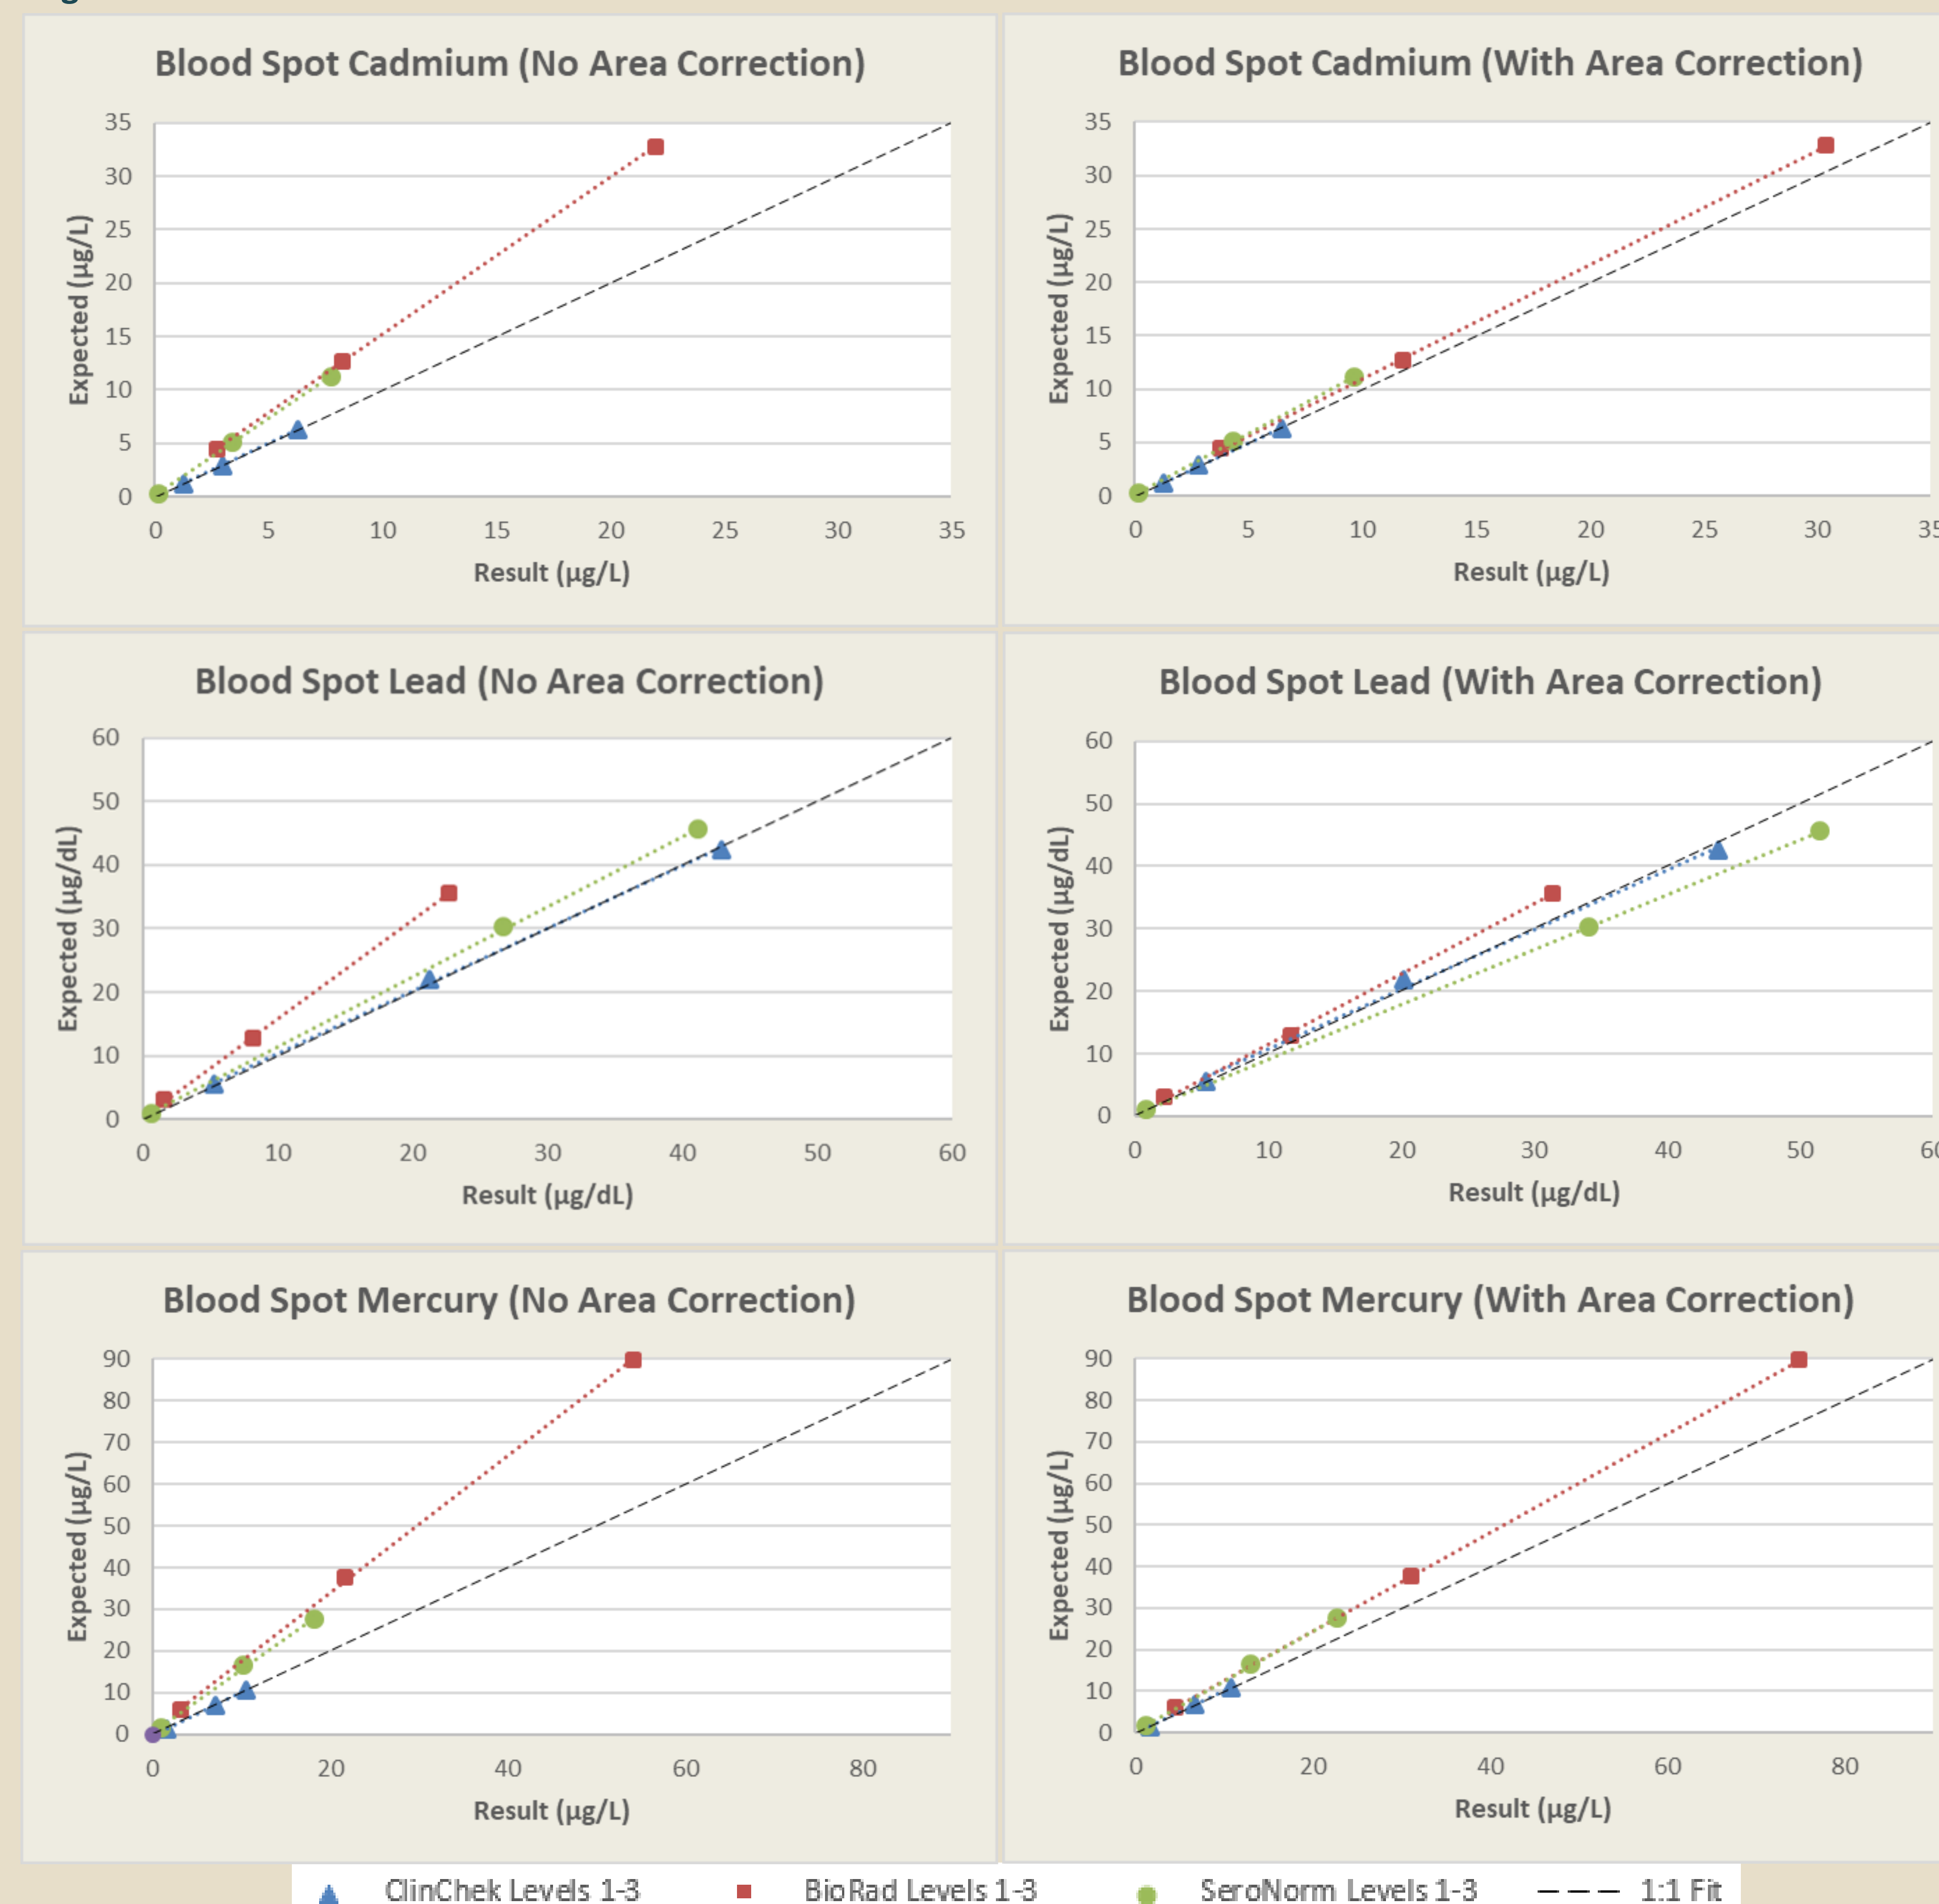 Blood Spot Cadmium (No Area Correction)
35
30
25
20
15
10
5
0
Expected (µg/L)
0 5 10 15 20 25 30 35
Result (µg/L)
Blood Spot Cadmium (With Area Correction)
35
30
25
20
15
10
5
0
Expected (µg/L)
0 5 10 15 20 25 30 35
Result (µg/L)
Blood Spot Lead (No Area Correction)
60
50
40
30
20
10
0
Expected (µg/dL)
0 10 20 30 40 50 60
Result (µg/dL)
Blood Spot Lead (With Area Correction)
60
50
40
30
20
10
0
Expected (µg/dL)
0 10 20 30 40 50 60
Result (µg/dL)
Blood Spot Mercury (No Area Correction)
90
80
70
60
50
40
30
20
10
0
Expected (µg/L)
0 20 40 60 80
Result (µg/L)
Blood Spot Mercury (With Area Correction)
90
80
70
60
50
40
30
20
10
0
Expected (µg/L)
0 20 40 60 80
Result (µg/L)
ClinChek Levels 1-3 BioRad Levels 1-3 SeroNorm Levels 1-3 1:1 Fit